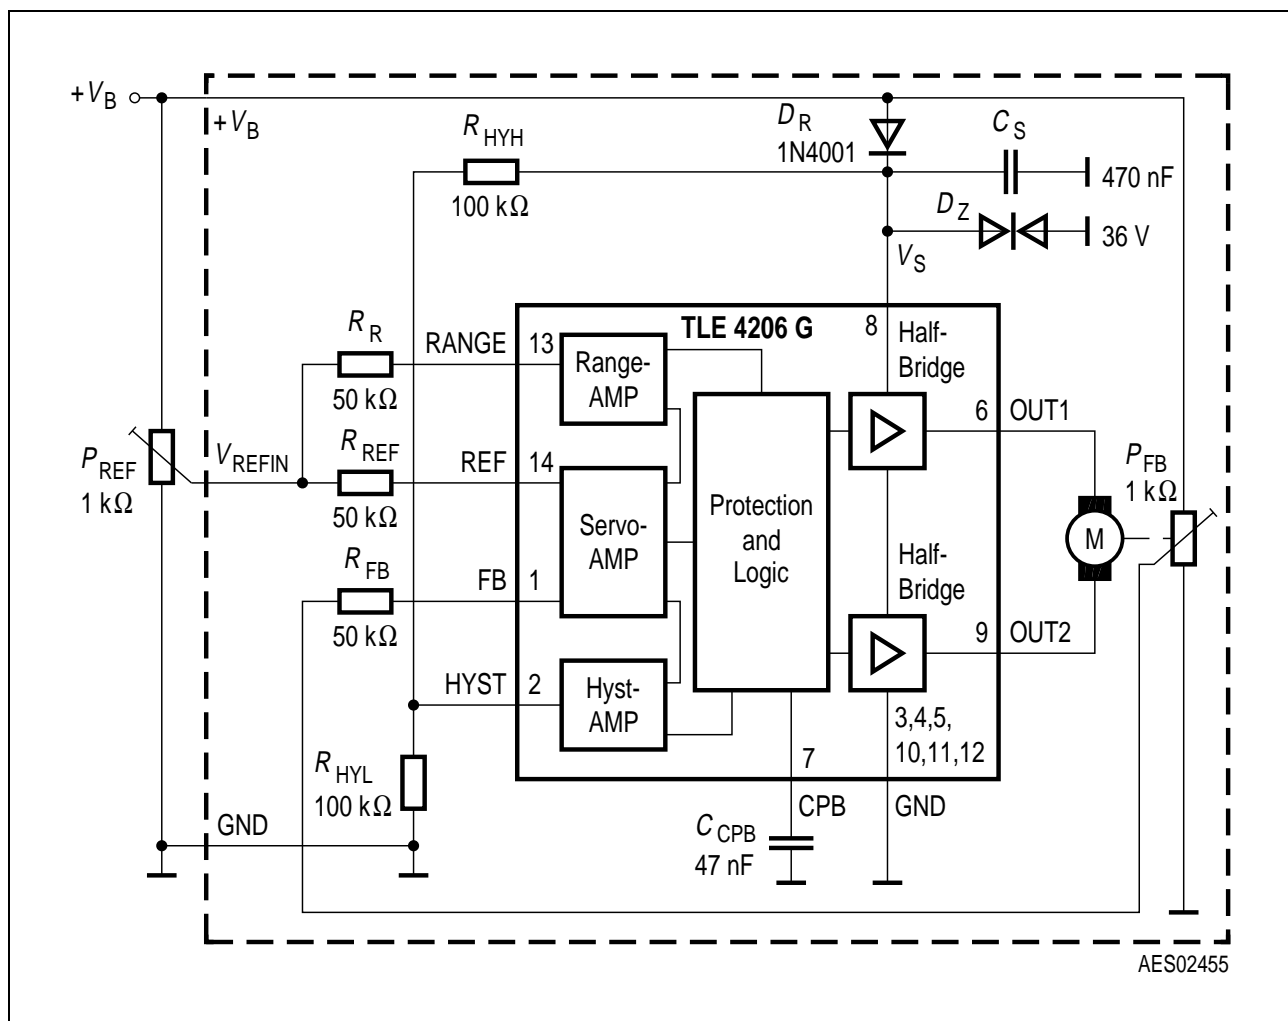 +VB
+VB
RHYH
100 kΩ
DR
1N4001
CS
470 nF
DZ
36 V
VS
TLE 4206 G
8
Half-
Bridge
RR
50 kΩ
RANGE
13
Range-
AMP
6
OUT1
PREF
1 kΩ
VREFIN
RREF
50 kΩ
REF
14
Servo-
AMP
Protection
and
Logic
PFB
1 kΩ
M
RFB
50 kΩ
FB
1
Half-
Bridge
9
OUT2
HYST
2
Hyst-
AMP
3,4,5,
10,11,12
RHYL
100 kΩ
7
CPB
GND
GND
CCPB
47 nF
AES02455